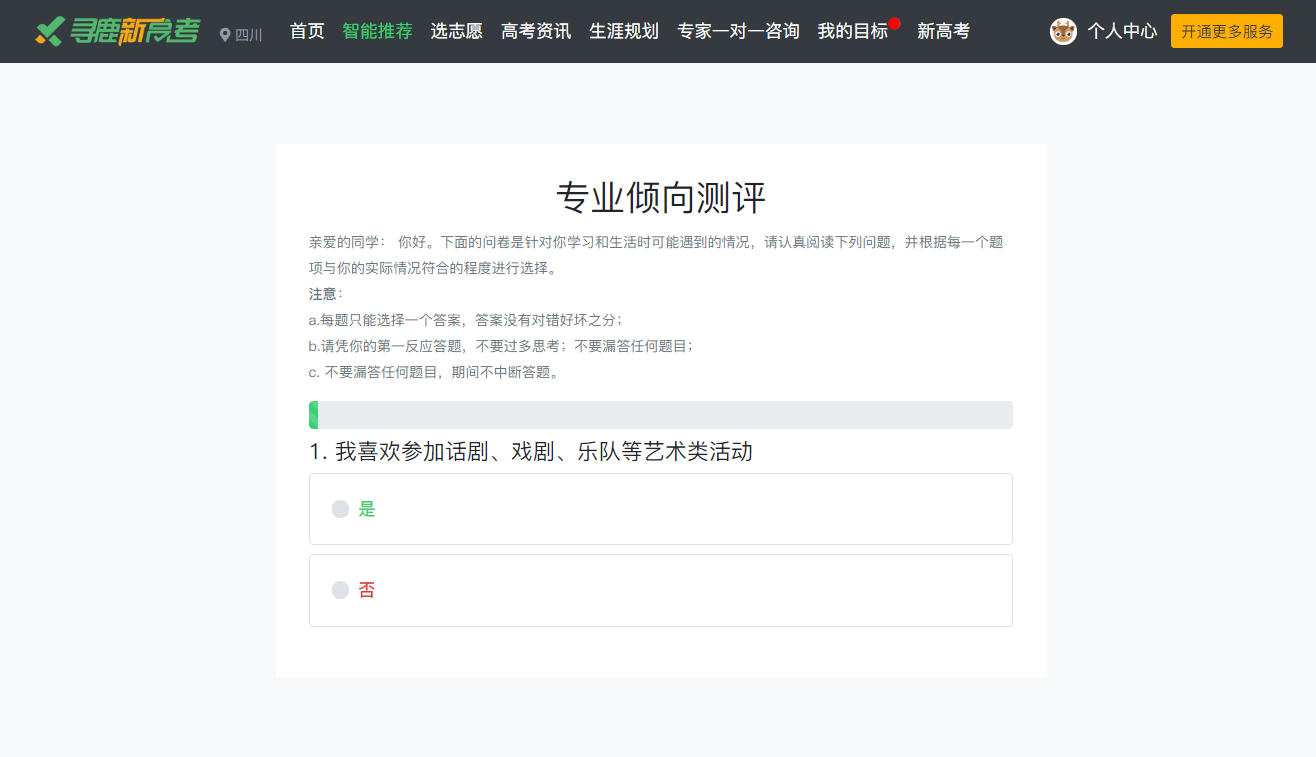 寻鹿新高考 四川 首页 智能推荐 选志愿 高考资讯 生涯规划 专家一对一咨询 我的目标 新高考 个人中心 开通更多服务
专业倾向测评
亲爱的同学： 你好。下面的问卷是针对你学习和生活时可能遇到的情况，请认真阅读下列问题，并根据每一个题
项与你的实际情况符合的程度进行选择。
注意：
a.每题只能选择一个答案，答案没有对错好坏之分；
b.请凭你的第一反应答题，不要过多思考；不要漏答任何题目；
c. 不要漏答任何题目，期间不中断答题。
1. 我喜欢参加话剧、戏剧、乐队等艺术类活动
是
否